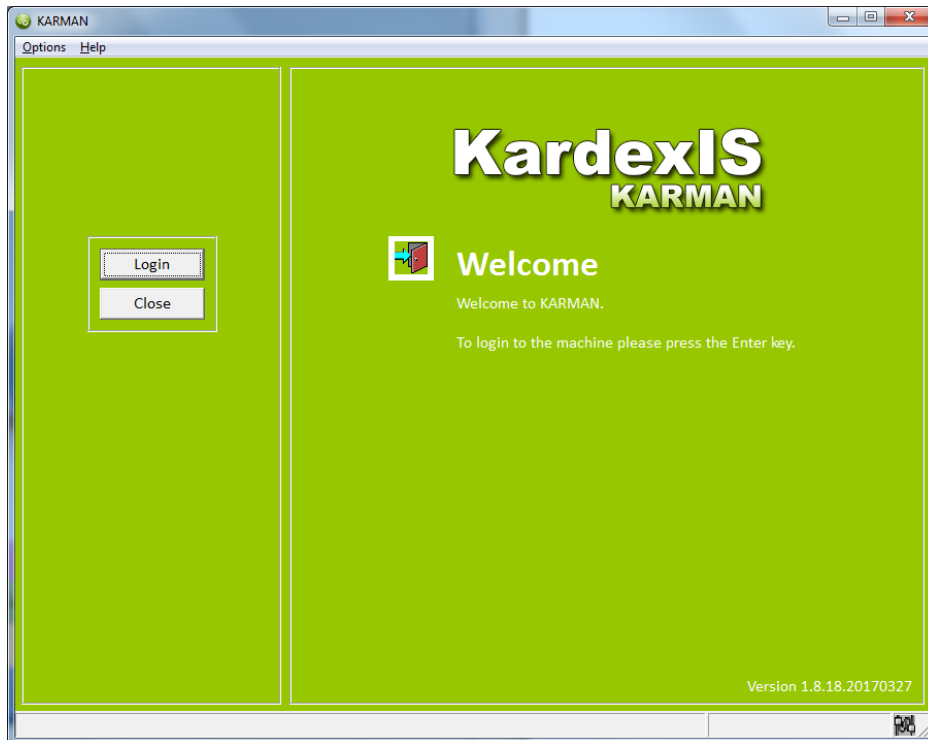 KARMAN
Options Help
KardexIS
KARMAN
Login
Close
Welcome
Welcome to KARMAN.
To login to the machine please press the Enter key.
Version 1.8.18.20170327